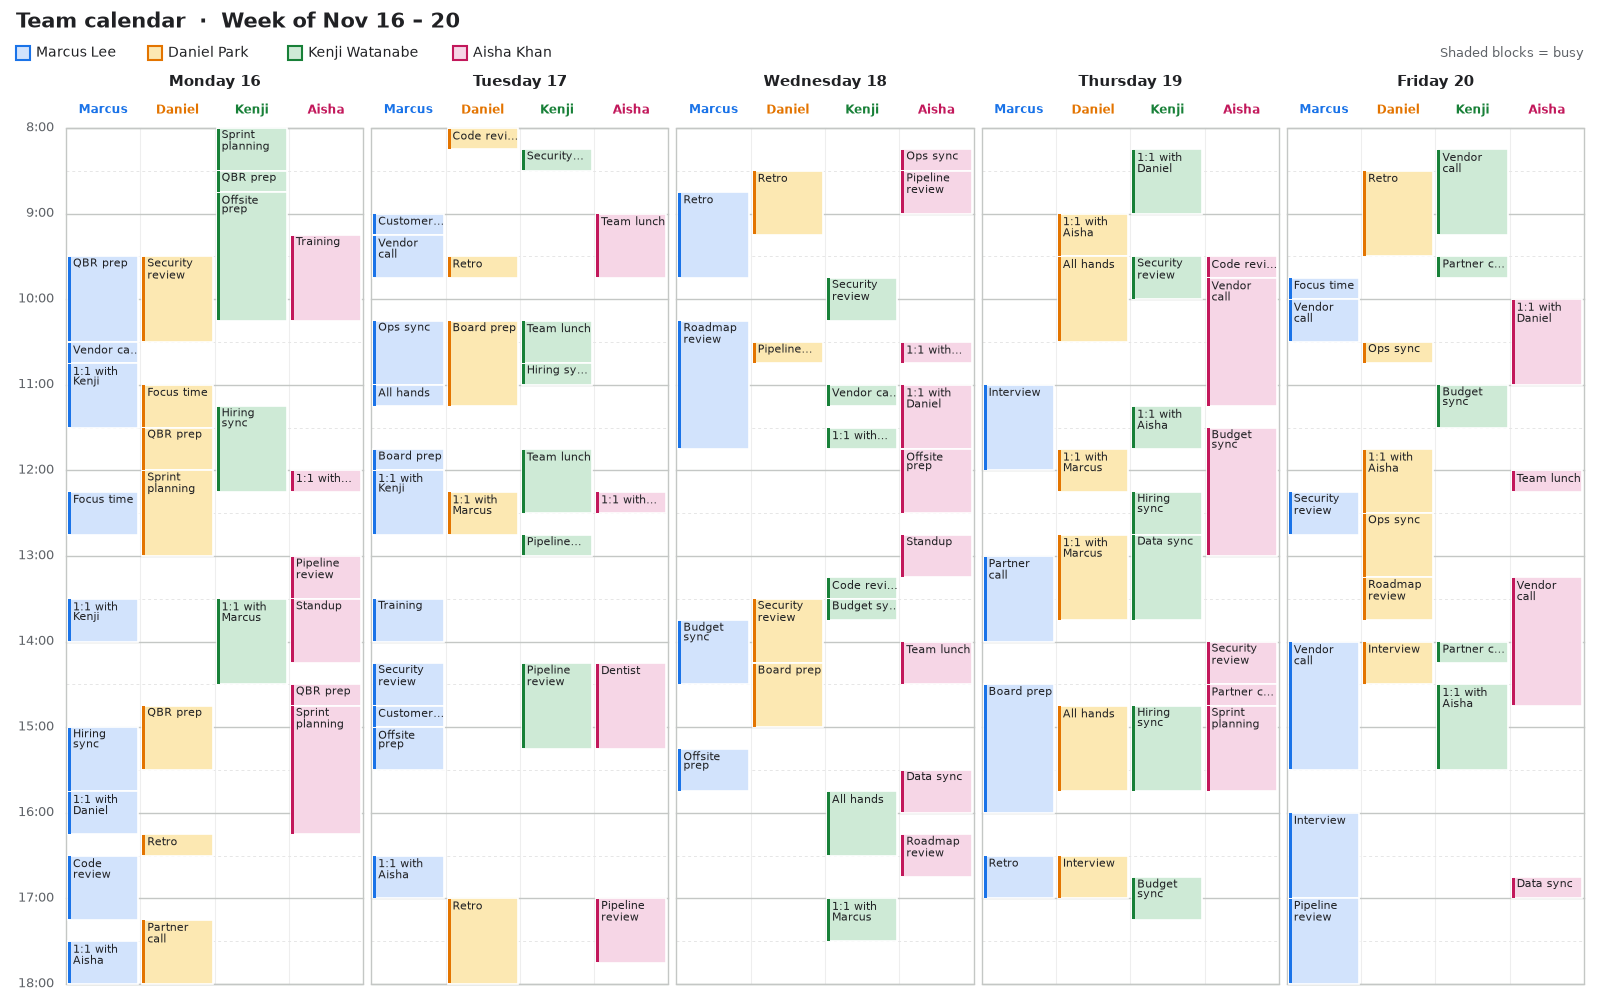 Team calendar · Week of Nov 16 – 20
Marcus Lee Daniel Park Kenji Watanabe Aisha Khan Shaded blocks = busy
Monday 16 Tuesday 17 Wednesday 18 Thursday 19 Friday 20
Marcus Daniel Kenji Aisha Marcus Daniel Kenji Aisha Marcus Daniel Kenji Aisha Marcus Daniel Kenji Aisha Marcus Daniel Kenji Aisha
8:00
9:00
10:00
11:00
12:00
13:00
14:00
15:00
16:00
17:00
18:00
QBR prep
Vendor ca…
1:1 with
Kenji
Focus time
1:1 with
Kenji
Hiring
sync
1:1 with
Daniel
Code
review
1:1 with
Aisha
Security
review
Focus time
QBR prep
Sprint
planning
QBR prep
Retro
Partner
call
Sprint
planning
QBR prep
Offsite
prep
Hiring
sync
1:1 with
Marcus
Training
1:1 with…
Pipeline
review
Standup
QBR prep
Sprint
planning
Customer…
Vendor
call
Ops sync
All hands
Board prep
1:1 with
Kenji
Training
Security
review
Customer…
Offsite
prep
1:1 with
Aisha
Code revi…
Retro
Board prep
1:1 with
Marcus
Retro
Security…
Team lunch
Hiring sy…
Team lunch
Pipeline…
Pipeline
review
Team lunch
1:1 with…
Dentist
Pipeline
review
Retro
Roadmap
review
Budget
sync
Offsite
prep
Retro
Pipeline…
Security
review
Board prep
Security
review
Vendor ca…
1:1 with…
Code revi…
Budget sy…
All hands
1:1 with
Marcus
Ops sync
Pipeline
review
1:1 with…
1:1 with
Daniel
Offsite
prep
Standup
Team lunch
Data sync
Roadmap
review
Interview
Partner
call
Board prep
Retro
1:1 with
Aisha
All hands
1:1 with
Marcus
1:1 with
Marcus
All hands
Interview
1:1 with
Daniel
Security
review
1:1 with
Aisha
Hiring
sync
Data sync
Hiring
sync
Budget
sync
Code revi…
Vendor
call
Budget
sync
Security
review
Partner c…
Sprint
planning
Focus time
Vendor
call
Security
review
Vendor
call
Interview
Pipeline
review
Retro
Ops sync
1:1 with
Aisha
Ops sync
Roadmap
review
Interview
Vendor
call
Partner c…
Budget
sync
Partner c…
1:1 with
Aisha
1:1 with
Daniel
Team lunch
Vendor
call
Data sync